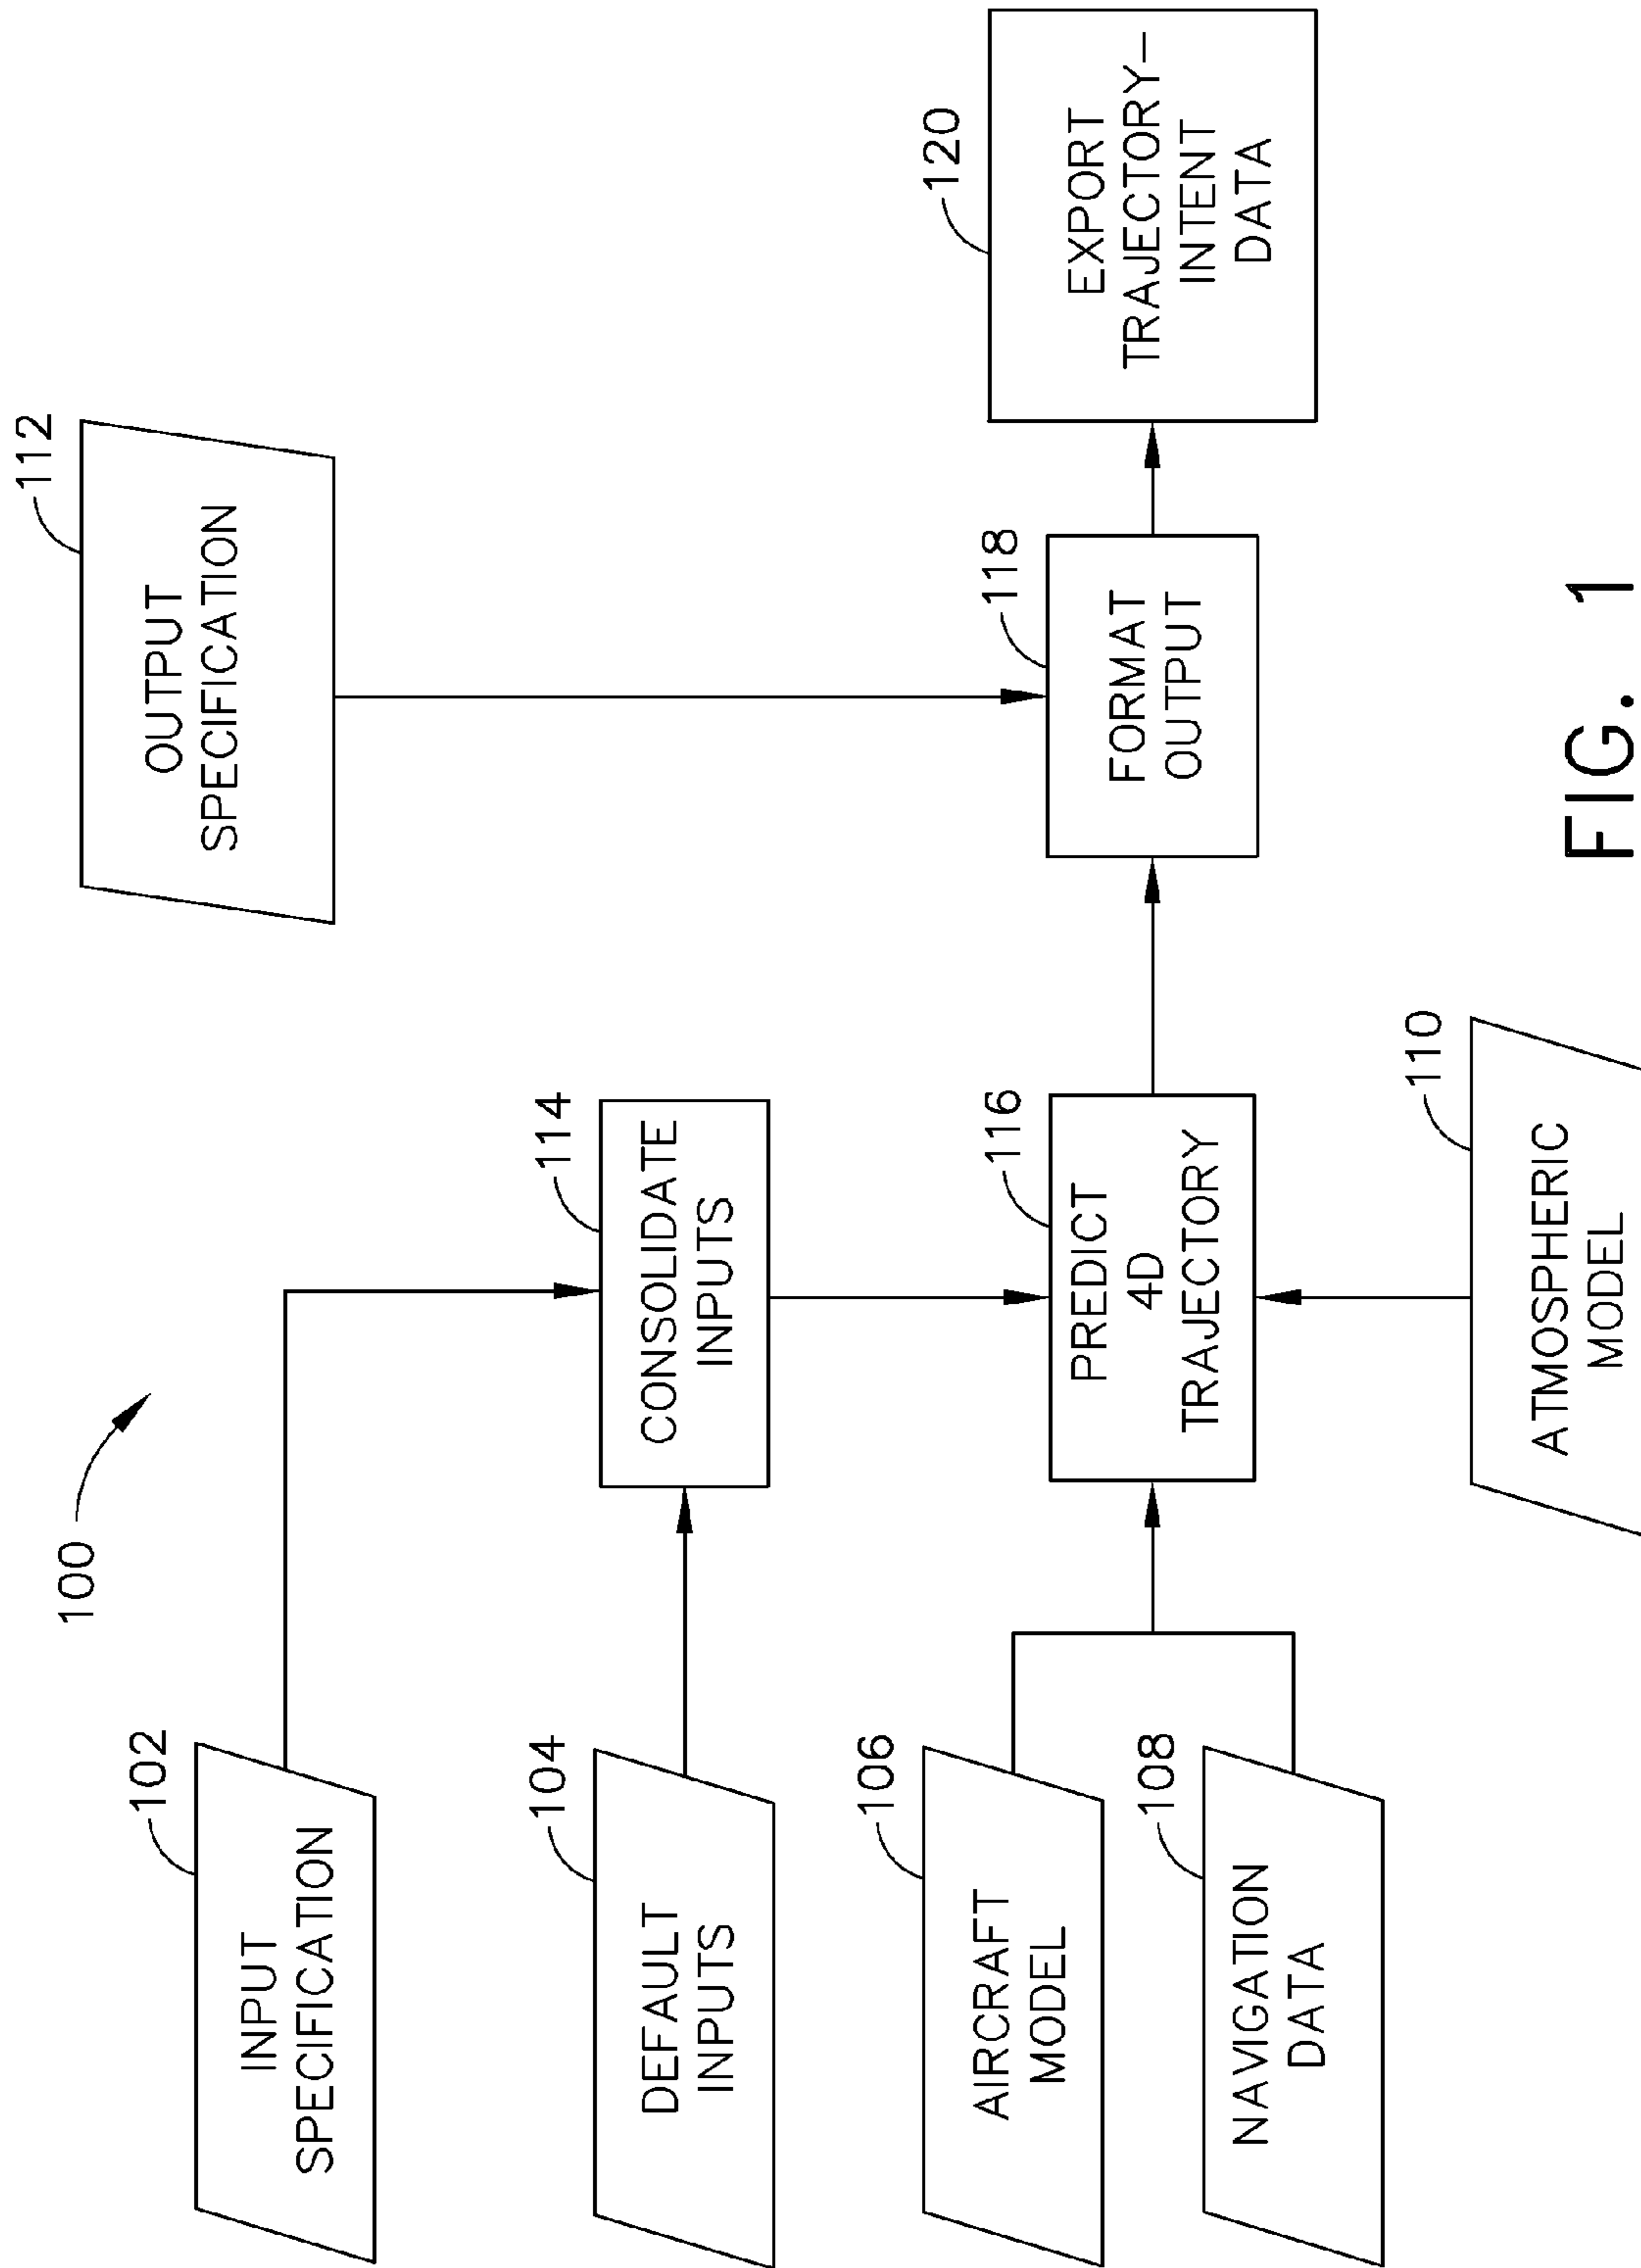 100
102
INPUT
SPECIFICATION
112
OUTPUT
SPECIFICATION
104
DEFAULT
INPUTS
114
CONSOLIDATE
INPUTS
106
AIRCRAFT
MODEL
108
NAVIGATION
DATA
116
PREDICT
4D
TRAJECTORY
118
FORMAT
OUTPUT
120
EXPORT
TRAJECTORY-
INTENT
DATA
110
ATMOSPHERIC
MODEL
FIG. 1